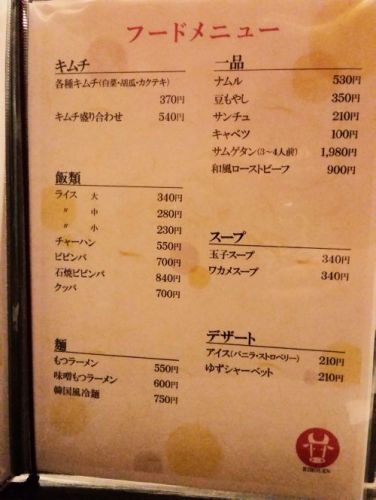 フードメニュー
キムチ
各種キムチ(白菜・胡瓜・カクテキ)
370円
キムチ盛り合わせ 540円
飯類
ライス 大 340円
〃 中 280円
〃 小 230円
チャーハン 550円
ビビンバ 700円
石焼ビビンバ 840円
クッパ 700円
麺
もつラーメン 550円
味噌もつラーメン 600円
韓国風冷麺 750円
一品
ナムル 530円
豆もやし 350円
サンチュ 210円
キャベツ 100円
サムゲタン(3〜4人前) 1,980円
和風ローストビーフ 900円
スープ
玉子スープ 340円
ワカメスープ 340円
デザート
アイス(バニラ・ストロベリー) 210円
ゆずシャーベット 210円